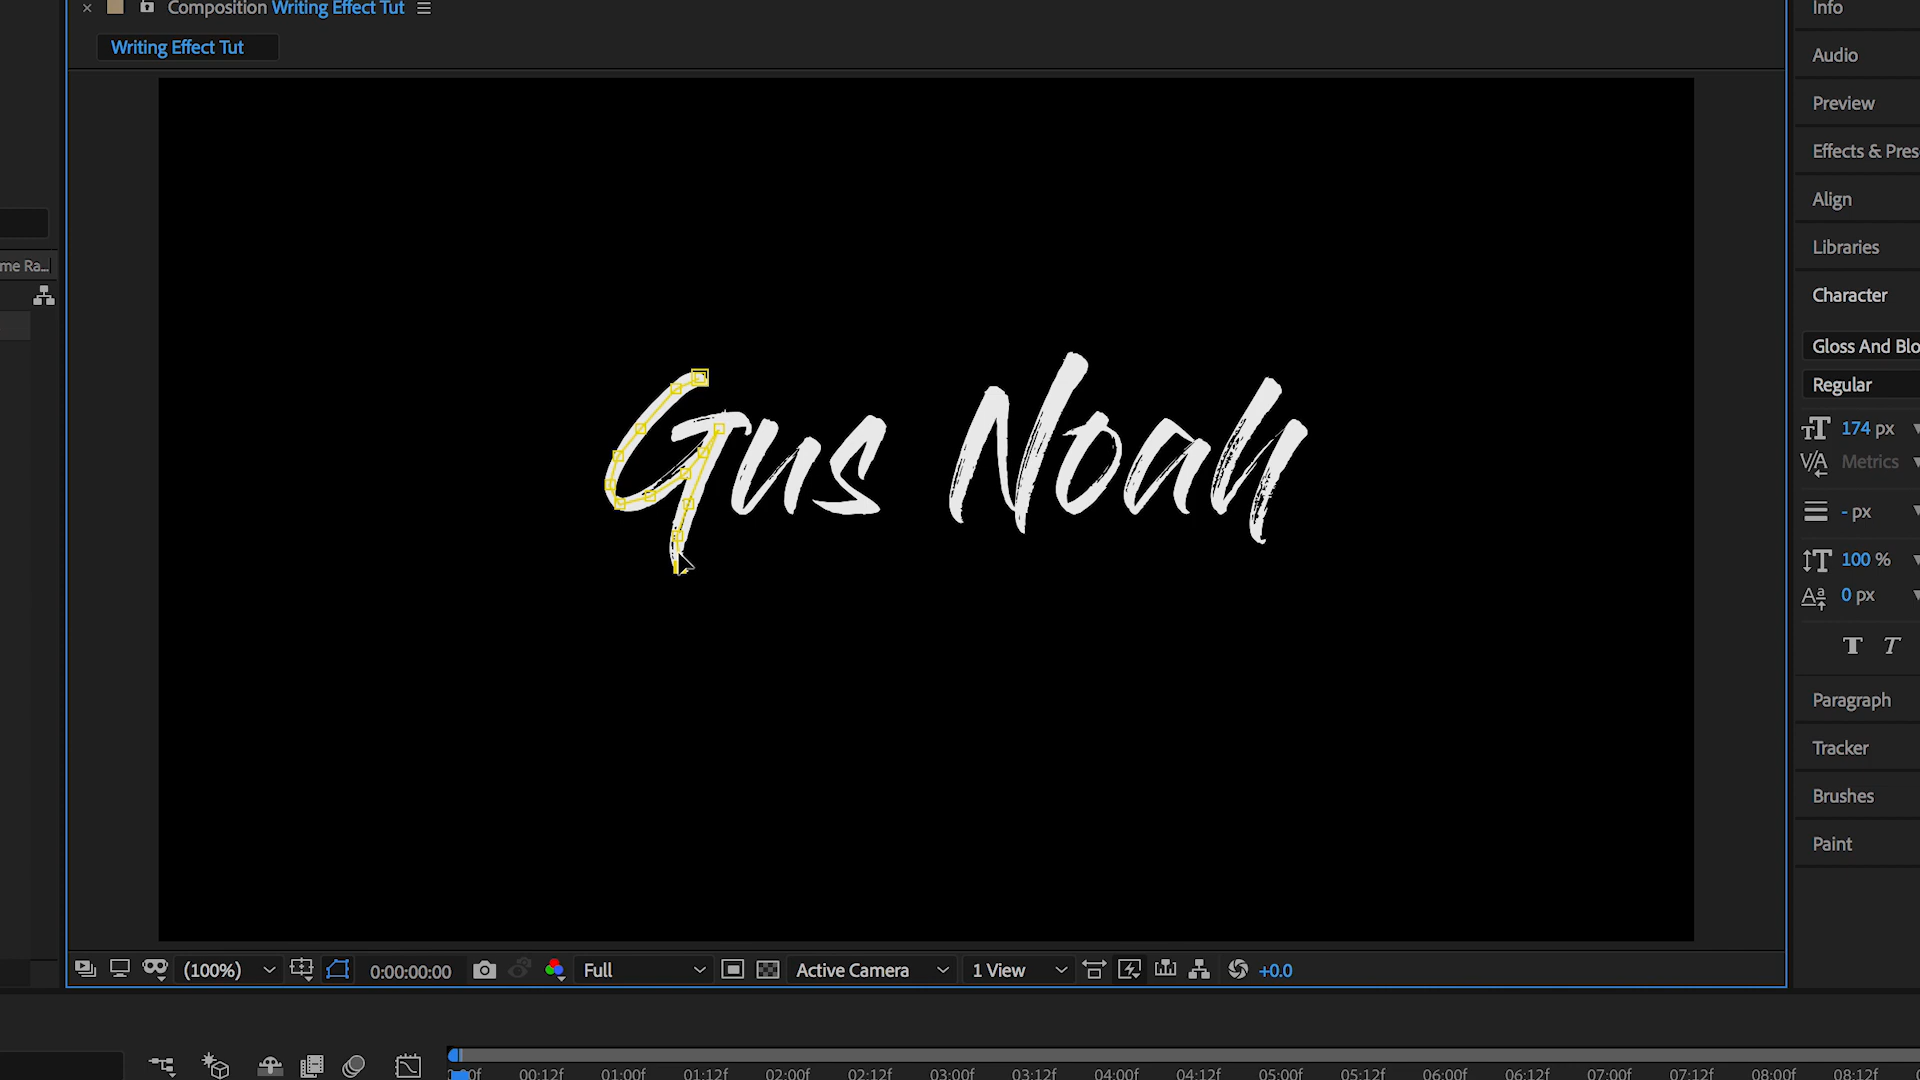 Composition Writing Effect Tut
Info
Writing Effect Tut
Audio
Preview
Effects & Pres
Align
Libraries
me Ra...
Character
Gloss And Blo
Regular
174 px
Metrics
- px
100 %
0 px
T T
Gus Noah
Paragraph
Tracker
Brushes
Paint
(100%) 0:00:00:00 Full Active Camera 1 View +0.0
00f 00:12f 01:00f 01:12f 02:00f 02:12f 03:00f 03:12f 04:00f 04:12f 05:00f 05:12f 06:00f 06:12f 07:00f 07:12f 08:00f 08:12f